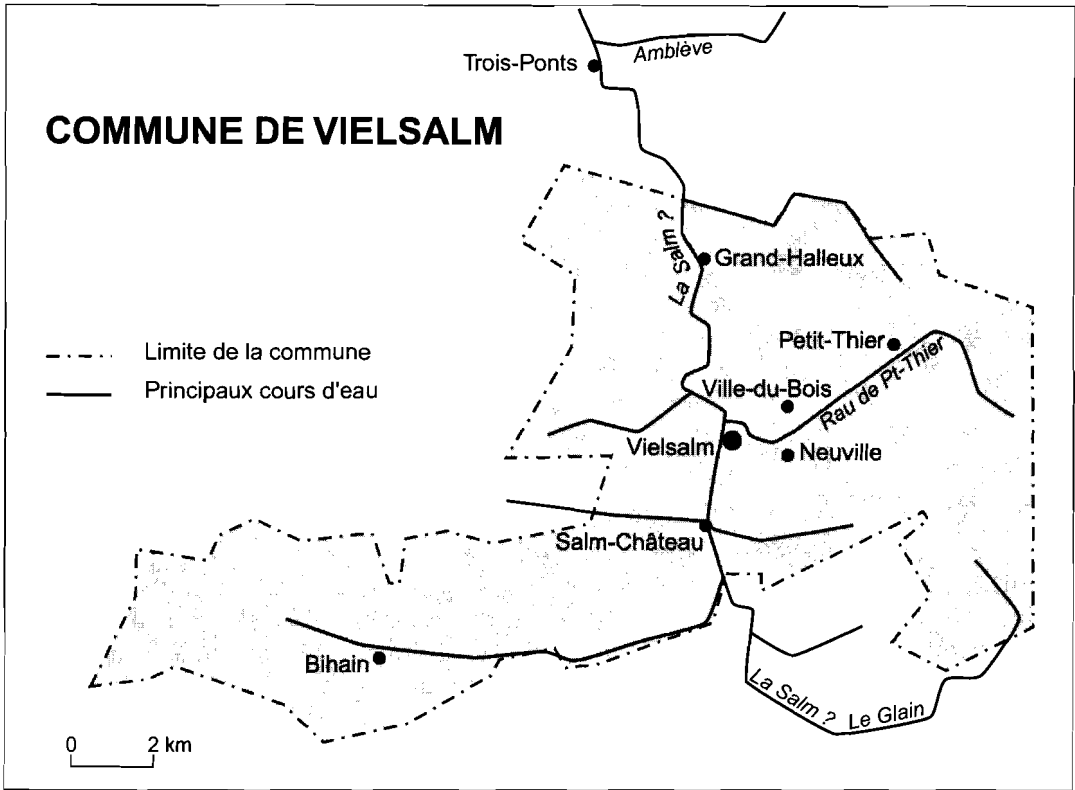 Amblève
Trois-Ponts
COMMUNE DE VIELSALM
La Salm ?
Grand-Halleux
Limite de la commune
Principaux cours d'eau
Petit-Thier
Ville-du-Bois
Rau de Pt-Thier
Vielsalm
Neuville
Salm-Château
Bihain
La Salm ? Le Glain
0 2 km